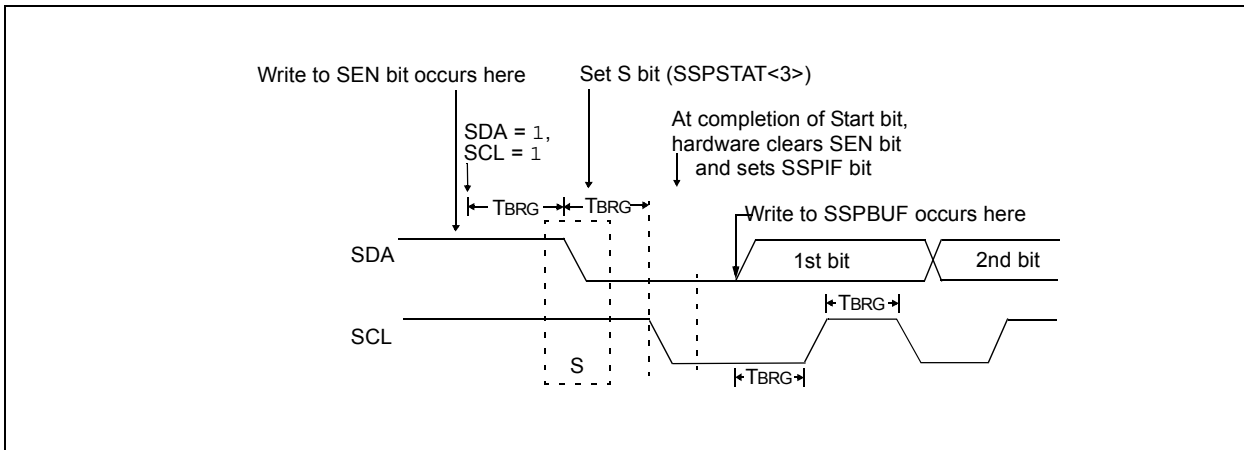 Write to SEN bit occurs here
Set S bit (SSPSTAT<3>)
SDA = 1,
SCL = 1
At completion of Start bit,
hardware clears SEN bit
and sets SSPIF bit
TBRG
TBRG
Write to SSPBUF occurs here
SDA
1st bit
2nd bit
TBRG
SCL
S
TBRG